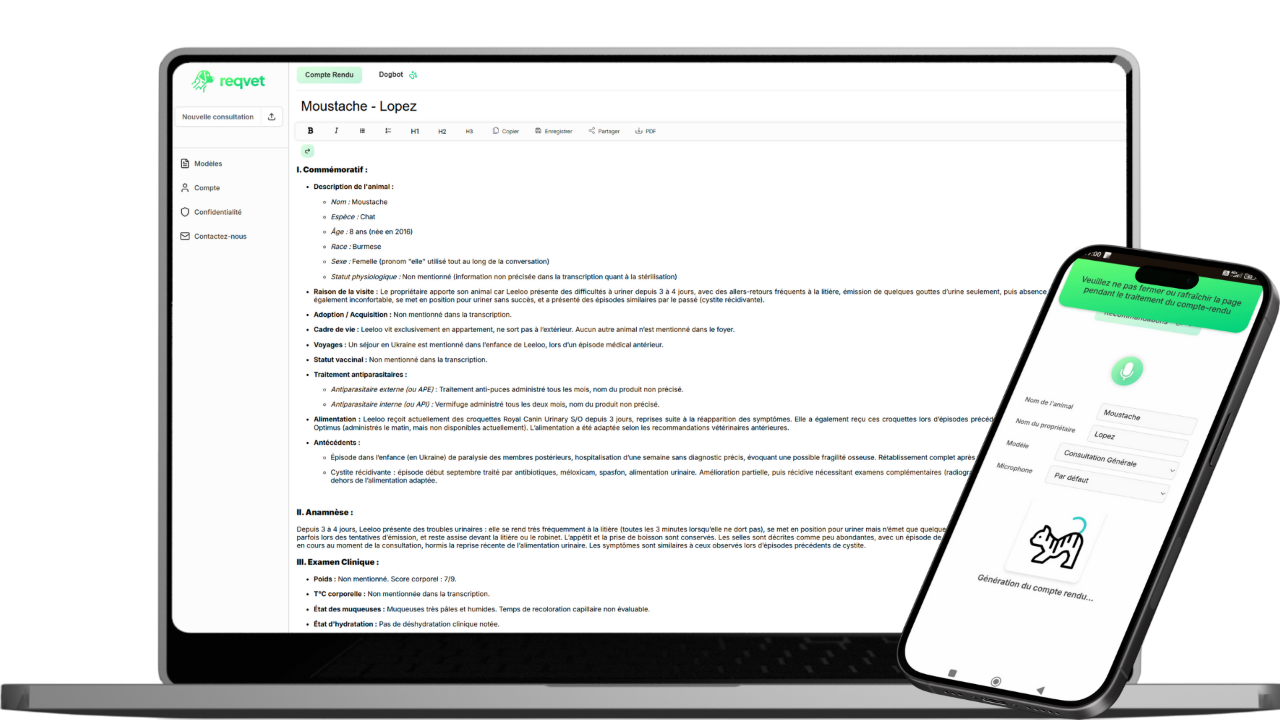 reqvet
Nouvelle consultation
Modèles
Compte
Confidentialité
Contactez-nous
Compte Rendu
Dogbot
Moustache - Lopez
B I H1 H2 H3 Copier Enregistrer Partager PDF
I. Commémoratif :
• Description de l'animal :
Nom : Moustache
Espèce : Chat
Âge : 8 ans (née en 2016)
Race : Burmese
Sexe : Femelle (pronom "elle" utilisé tout au long de la conversation)
Statut physiologique : Non mentionné (information non précisée dans la transcription quant à la stérilisation)
• Raison de la visite : Le propriétaire apporte son animal car Leeloo présente des difficultés à uriner depuis 3 à 4 jours, avec des allers-retours fréquents à la litière, émission de quelques gouttes d'urine seulement, puis absence
également inconfortable, se met en position pour uriner sans succès, et a présenté des épisodes similaires par le passé (cystite récidivante).
• Adoption / Acquisition : Non mentionné dans la transcription.
• Cadre de vie : Leeloo vit exclusivement en appartement, ne sort pas à l'extérieur. Aucun autre animal n'est mentionné dans le foyer.
• Voyages : Un séjour en Ukraine est mentionné dans l'enfance de Leeloo, lors d'un épisode médical antérieur.
• Statut vaccinal : Non mentionné dans la transcription.
• Traitement antiparasitaires :
Antiparasitaire externe (ou APE) : Traitement anti-puces administré tous les mois, nom du produit non précisé.
Antiparasitaire interne (ou API) : Vermifuge administré tous les deux mois, nom du produit non précisé.
• Alimentation : Leeloo reçoit actuellement des croquettes Royal Canin Urinary S/O depuis 3 jours, reprises suite à la réapparition des symptômes. Elle a également reçu ces croquettes lors d'épisodes précéd
Optimus (administrés le matin, mais non disponibles actuellement). L'alimentation a été adaptée selon les recommandations vétérinaires antérieures.
• Antécédents :
Épisode dans l'enfance (en Ukraine) de paralysie des membres postérieurs, hospitalisation d'une semaine sans diagnostic précis, évoquant une possible fragilité osseuse. Rétablissement complet après
Cystite récidivante : épisode début septembre traité par antibiotiques, méloxicam, spasfon, alimentation urinaire. Amélioration partielle, puis récidive nécessitant examens complémentaires (radiogr
dehors de l'alimentation adaptée.
II. Anamnèse :
Depuis 3 à 4 jours, Leeloo présente des troubles urinaires : elle se rend très fréquemment à la litière (toutes les 3 minutes lorsqu'elle ne dort pas), se met en position pour uriner mais n'émet que quelque
parfois lors des tentatives d'émission, et reste assise devant la litière ou le robinet. L'appétit et la prise de boisson sont conservés. Les selles sont décrites comme peu abondantes, avec un épisode de
en cours au moment de la consultation, hormis la reprise récente de l'alimentation urinaire. Les symptômes sont similaires à ceux observés lors d'épisodes précédents de cystite.
III. Examen Clinique :
• Poids : Non mentionné. Score corporel : 7/9.
• T°C corporelle : Non mentionnée dans la transcription.
• État des muqueuses : Muqueuses très pâles et humides. Temps de recoloration capillaire non évaluable.
• État d'hydratation : Pas de déshydratation clinique notée.
Veuillez ne pas fermer ou rafraîchir la page
pendant le traitement du compte-rendu
Nom de l'animal
Moustache
Nom du propriétaire
Lopez
Modèle
Consultation Générale
Microphone
Par défaut
Génération du compte rendu...